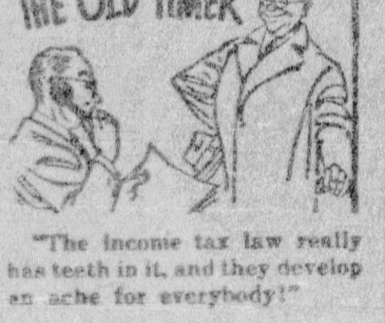 THE OLD TIMER
"The income tax law really
has teeth in it, and they develop
an ache for everybody!"